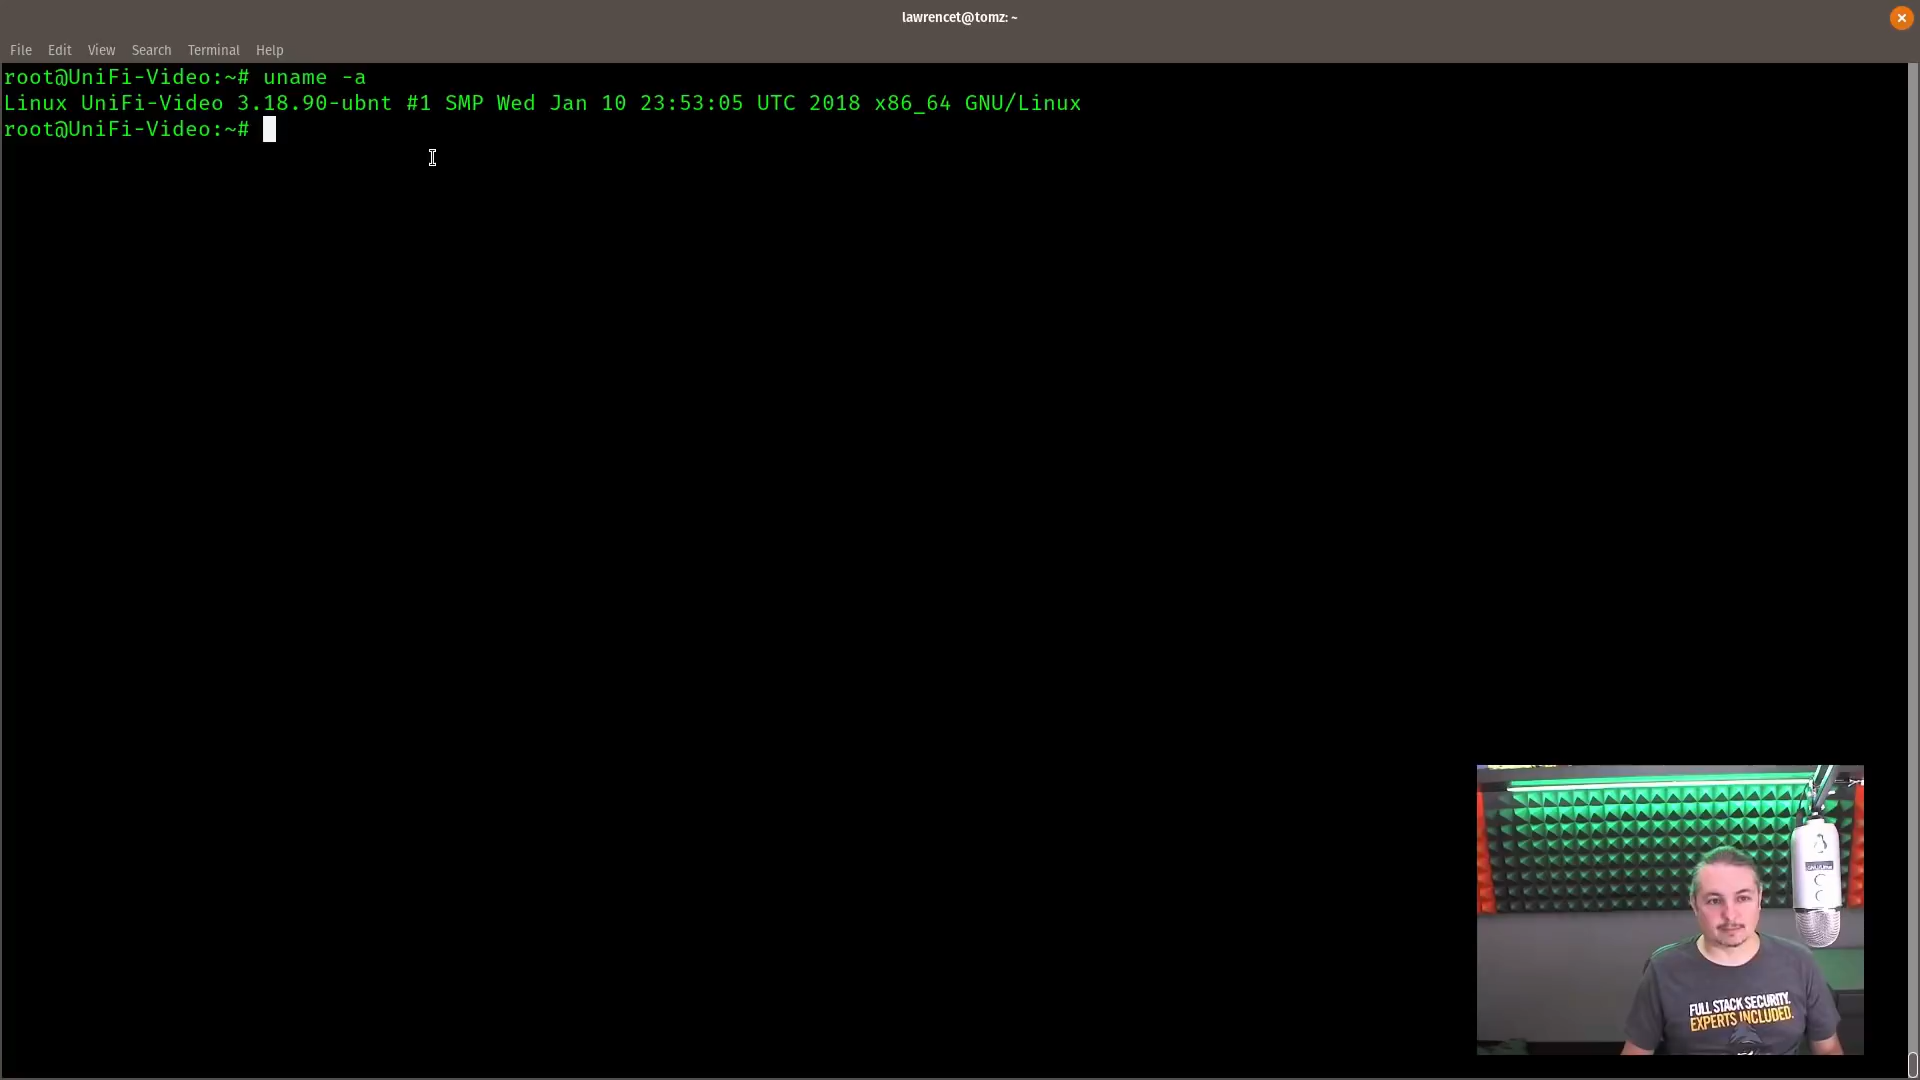 lawrencet@tomz: ~
File Edit View Search Terminal Help
root@UniFi-Video:~# uname -a
Linux UniFi-Video 3.18.90-ubnt #1 SMP Wed Jan 10 23:53:05 UTC 2018 x86_64 GNU/Linux
root@UniFi-Video:~#
FULL STACK SECURITY.
EXPERTS INCLUDED.